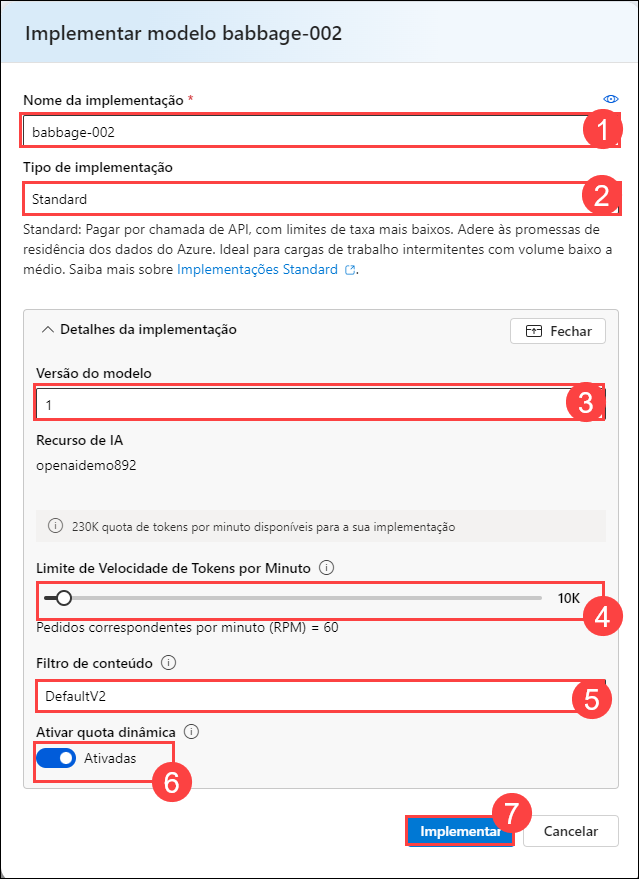 Implementar modelo babbage-002
Nome da implementação *
babbage-002
1
Tipo de implementação
Standard
2
Standard: Pagar por chamada de API, com limites de taxa mais baixos. Adere às promessas de
residência dos dados do Azure. Ideal para cargas de trabalho intermitentes com volume baixo a
médio. Saiba mais sobre Implementações Standard.
Detalhes da implementação
Fechar
Versão do modelo
1
3
Recurso de IA
openaidemo892
230K quota de tokens por minuto disponíveis para a sua implementação
Limite de Velocidade de Tokens por Minuto
10K
4
Pedidos correspondentes por minuto (RPM) = 60
Filtro de conteúdo
DefaultV2
5
Ativar quota dinâmica
Ativadas
6
7
Implementar
Cancelar